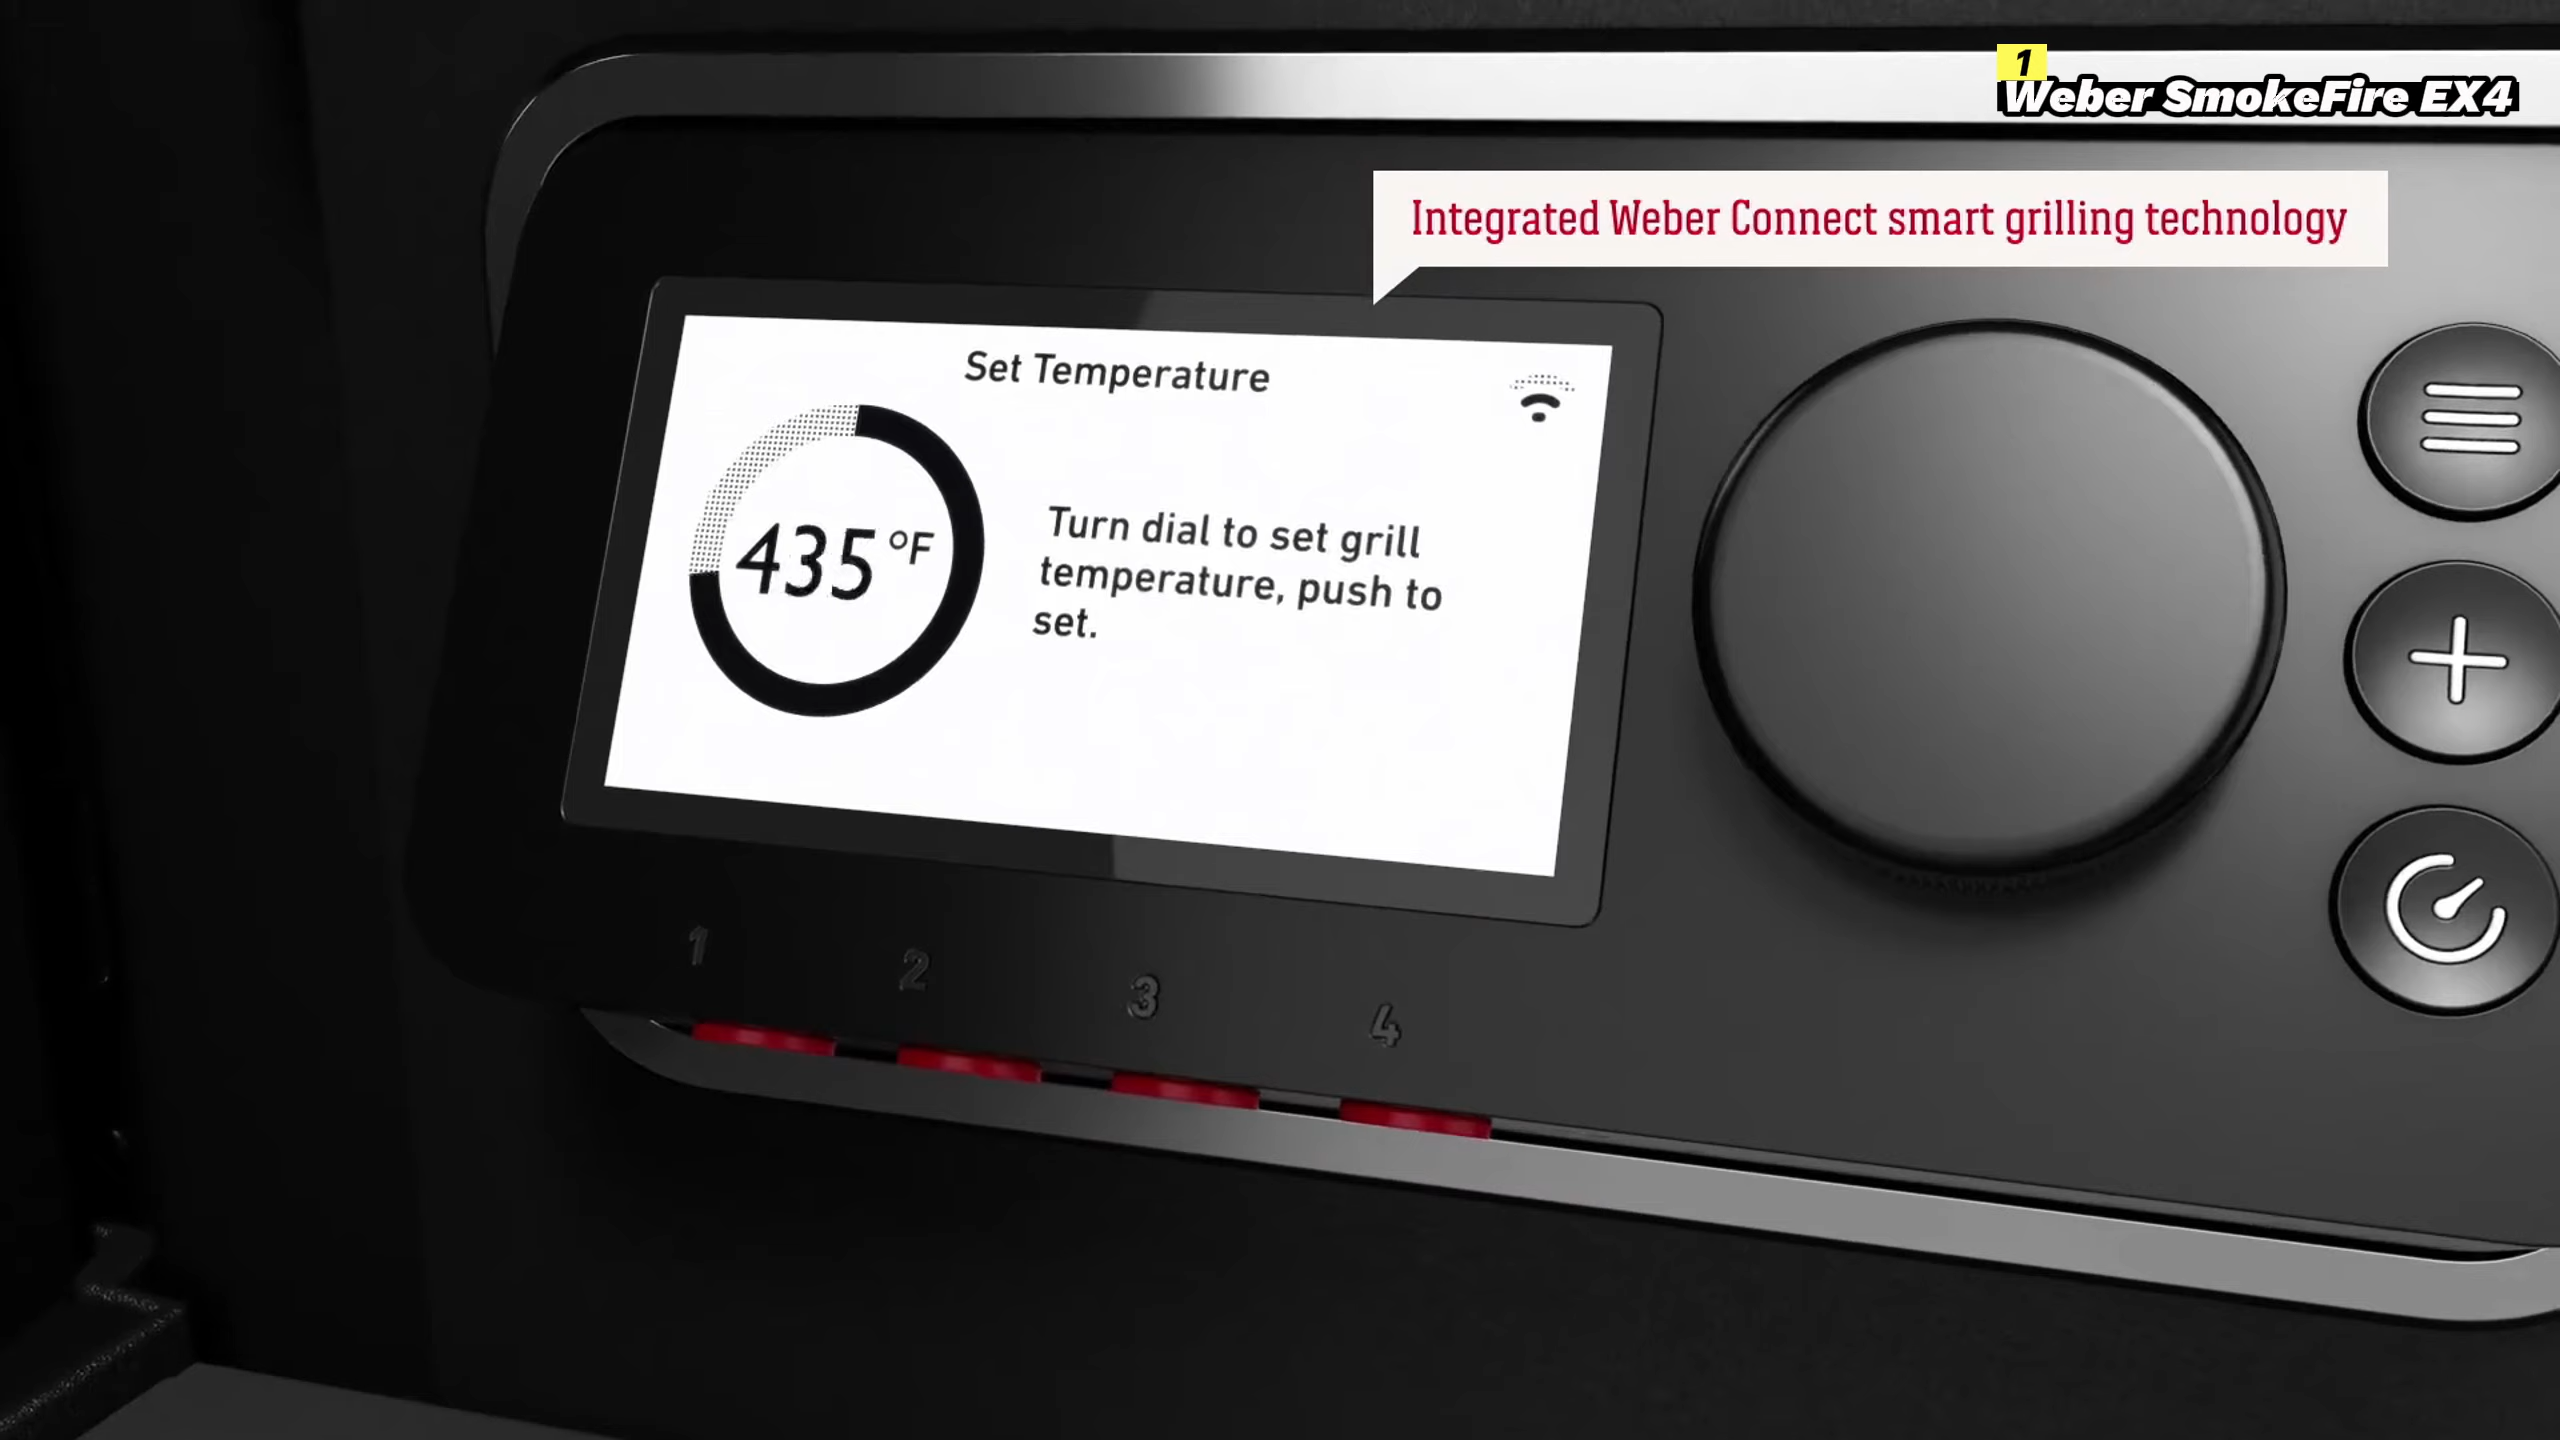 1
Weber SmokeFire EX4
Integrated Weber Connect smart grilling technology
Set Temperature
435°F
Turn dial to set grill
temperature, push to
set.
1 2 3 4